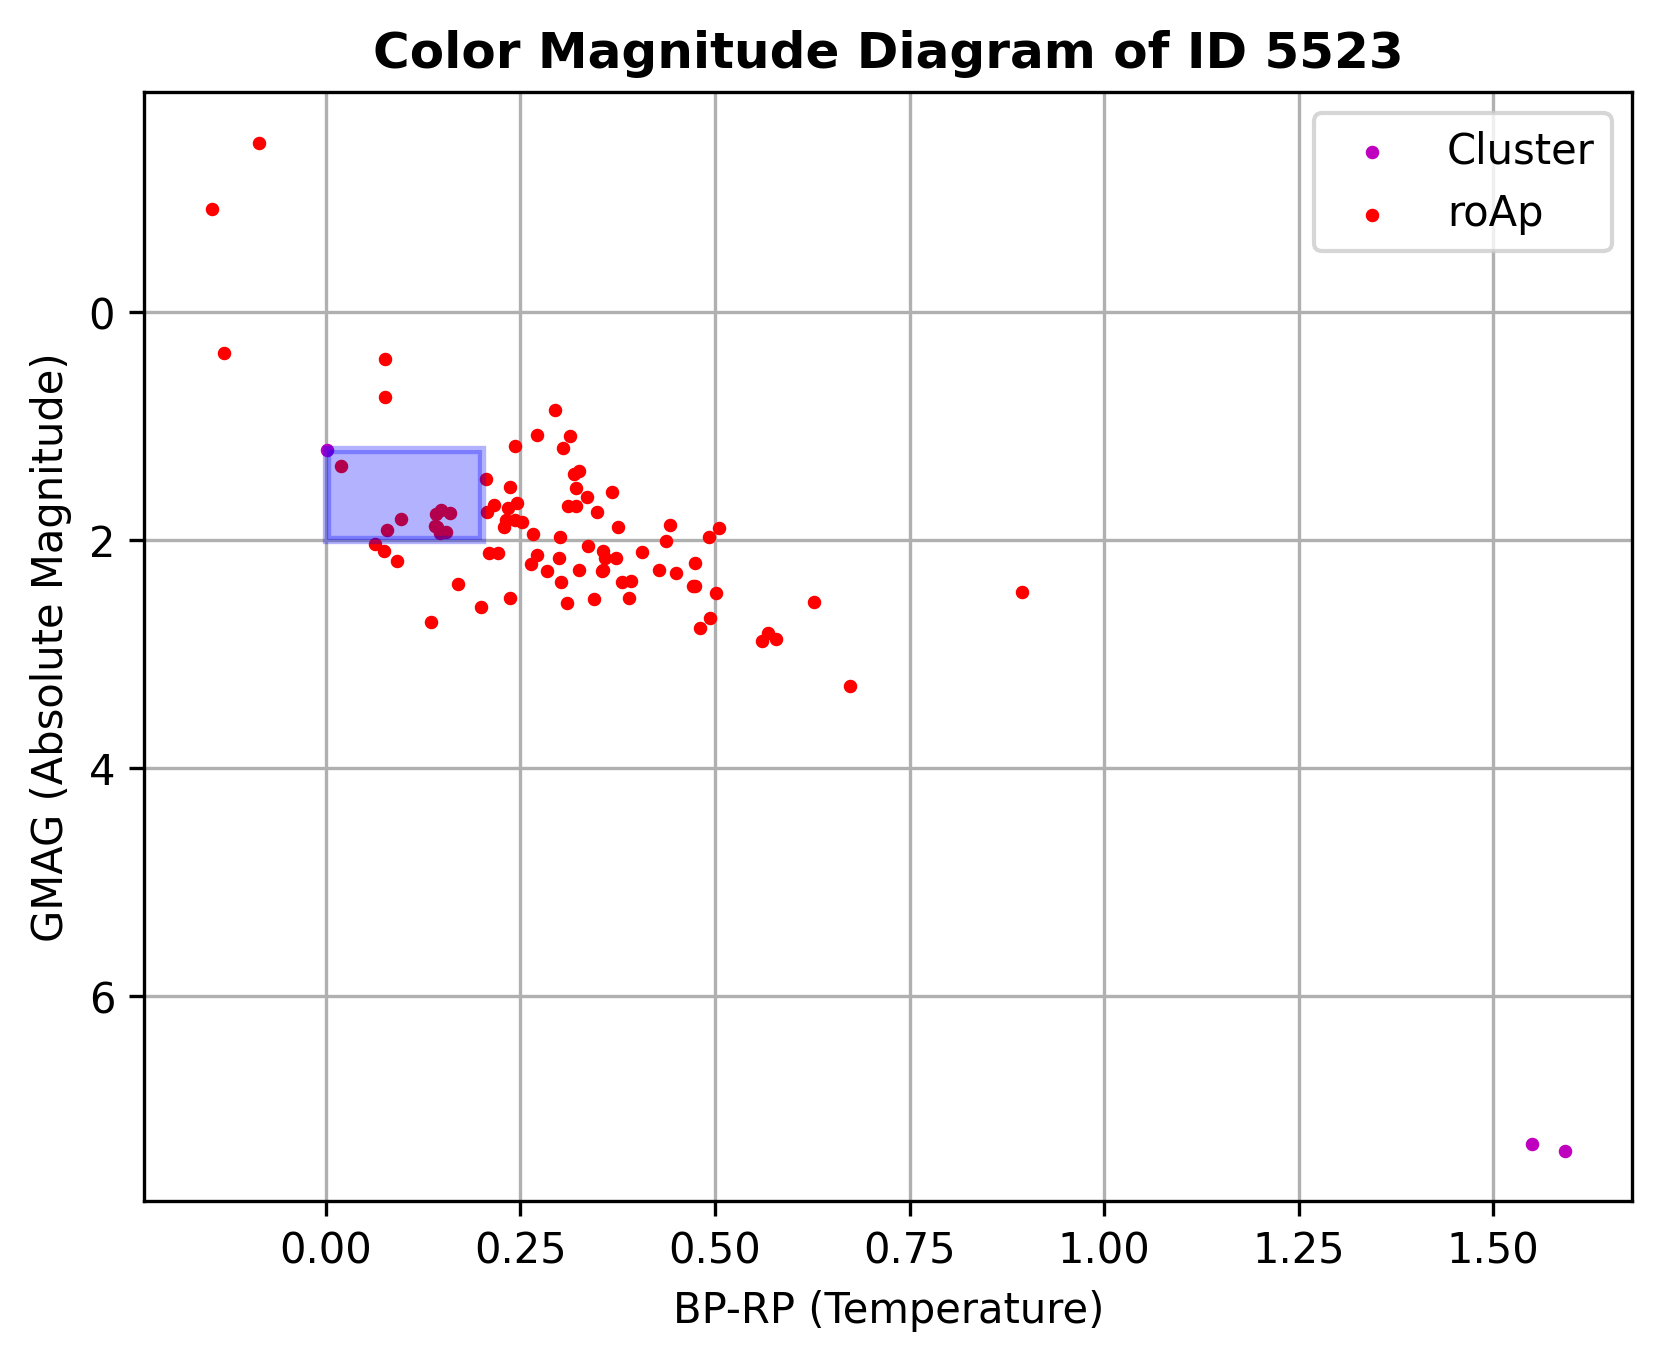 Color Magnitude Diagram of ID 5523
Cluster
roAp
GMAG (Absolute Magnitude)
0
2
4
6
0.00 0.25 0.50 0.75 1.00 1.25 1.50
BP-RP (Temperature)